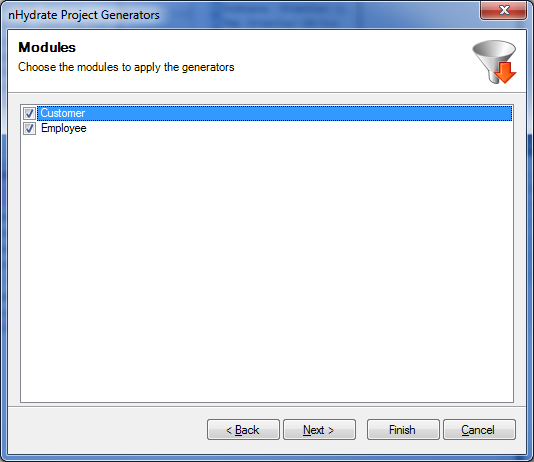 nHydrate Project Generators
Modules
Choose the modules to apply the generators
Customer
Employee
< Back Next > Finish Cancel